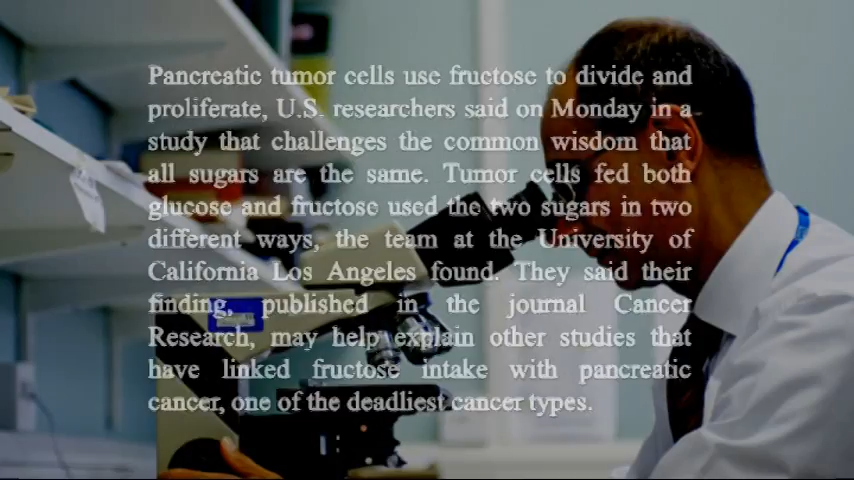 Pancreatic tumor cells use fructose to divide and
proliferate, U.S. researchers said on Monday in a
study that challenges the common wisdom that
all sugars are the same. Tumor cells fed both
glucose and fructose used the two sugars in two
different ways, the team at the University of
California Los Angeles found. They said their
finding, published in the journal Cancer
Research, may help explain other studies that
have linked fructose intake with pancreatic
cancer, one of the deadliest cancer types.